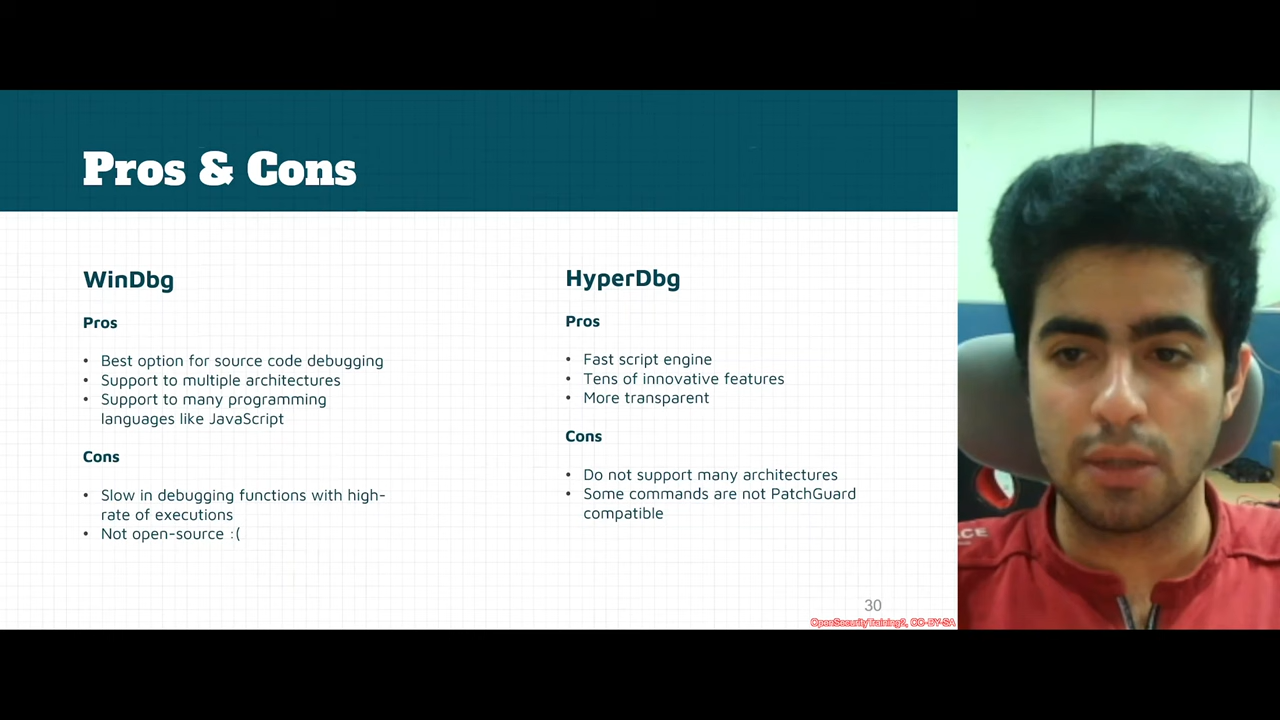 Pros & Cons
WinDbg
Pros
• Best option for source code debugging
• Support to multiple architectures
• Support to many programming
languages like JavaScript
Cons
• Slow in debugging functions with high-
rate of executions
• Not open-source :(
HyperDbg
Pros
• Fast script engine
• Tens of innovative features
• More transparent
Cons
• Do not support many architectures
• Some commands are not PatchGuard
compatible
30
OpenSecurityTraining2, CC-BY-SA